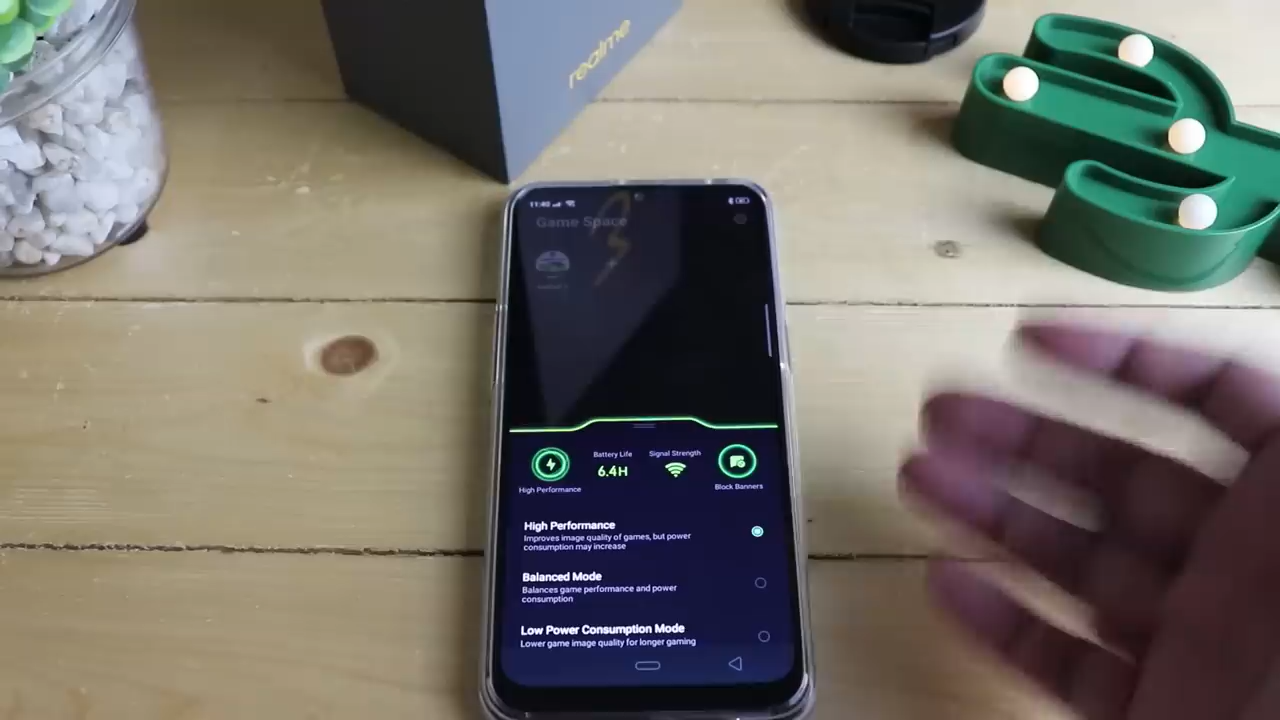 realme
11:40
Game Space
Battery Life
Signal Strength
6.4H
High Performance
Block Banners
High Performance
Improves image quality of games, but power
consumption may increase
Balanced Mode
Balances game performance and power
consumption
Low Power Consumption Mode
Lower game image quality for longer gaming